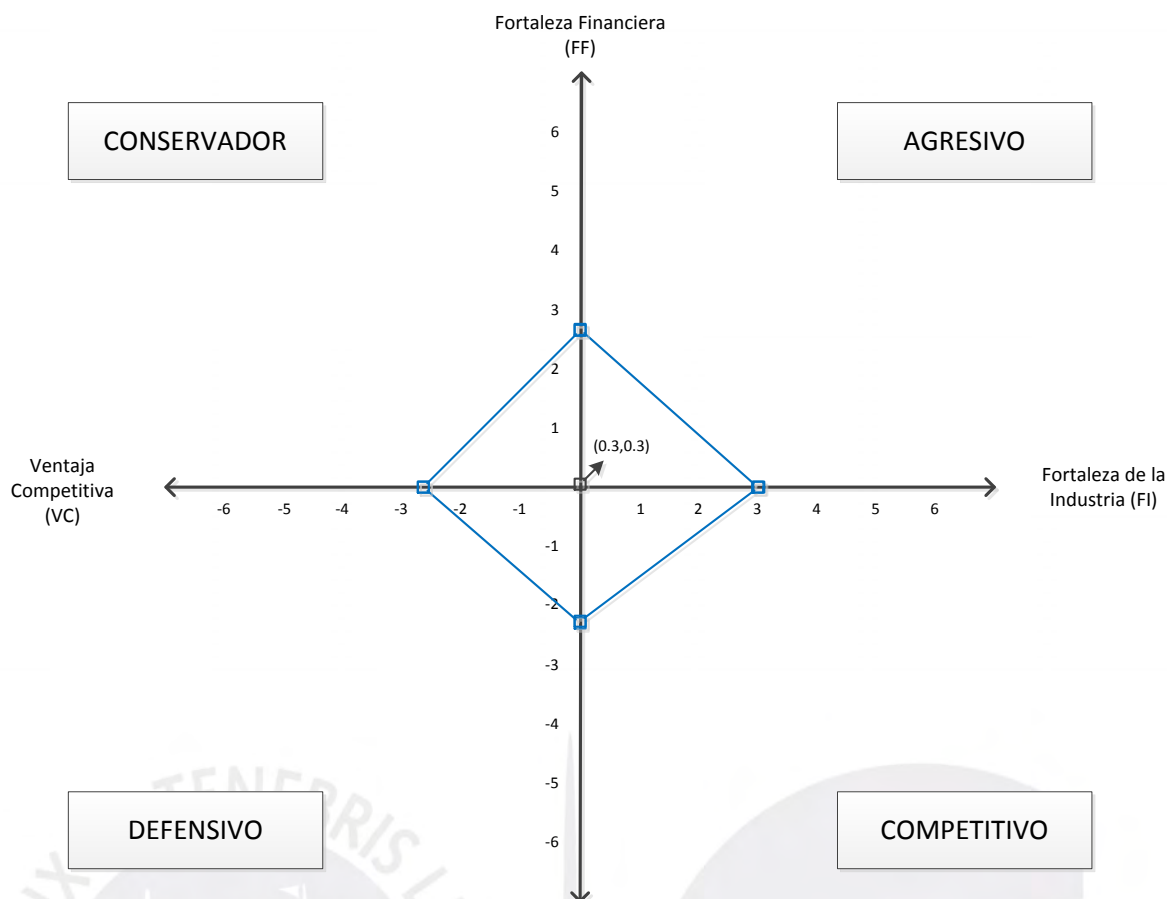 Fortaleza Financiera
(FF)
CONSERVADOR
AGRESIVO
6
5
4
3
2
1
(0.3,0.3)
Ventaja
Competitiva
(VC)
Fortaleza de la
Industria (FI)
-6 -5 -4 -3 -2 -1 1 2 3 4 5 6
-1
-2
-3
-4
-5
-6
DEFENSIVO
COMPETITIVO
TENEBRIS